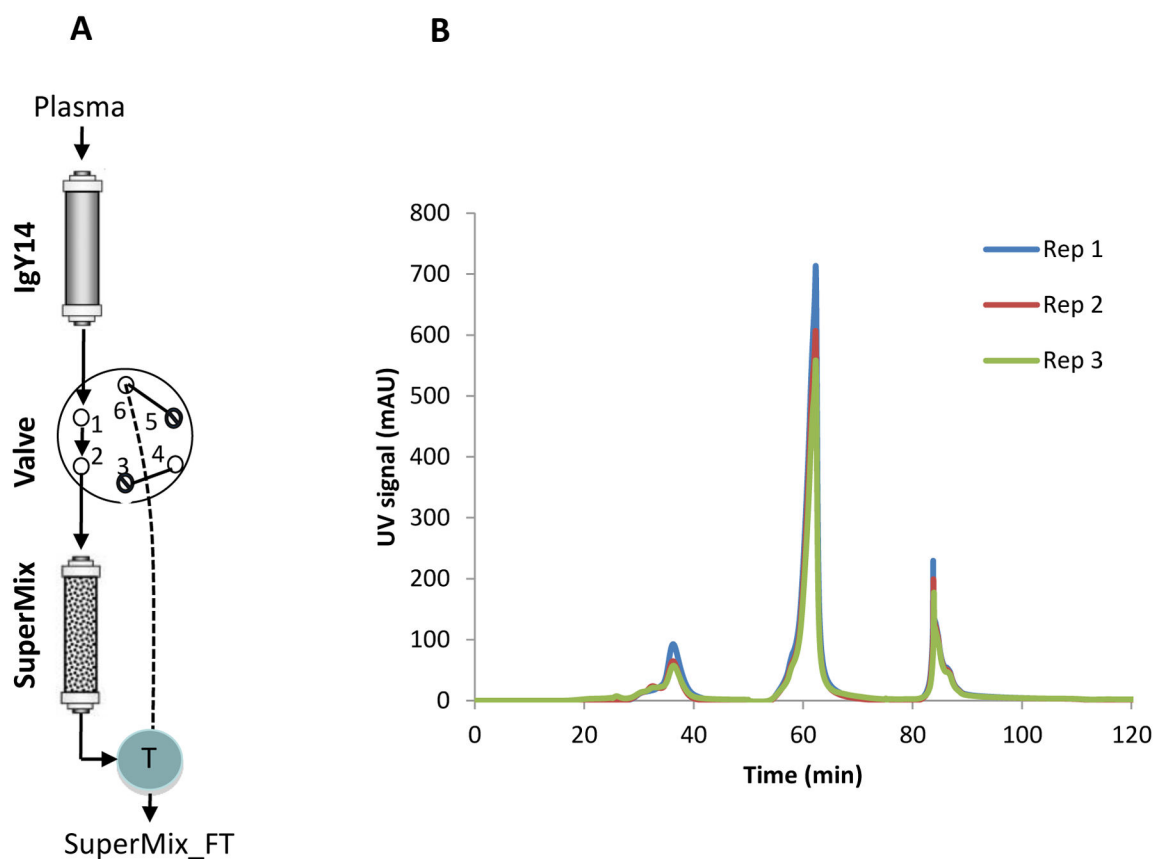 A
Plasma
IgY14
Valve
6
5
1
2
3
4
SuperMix
T
SuperMix_FT
B
800
700
600
500
400
300
200
100
0
UV signal (mAU)
0 20 40 60 80 100 120
Time (min)
Rep 1
Rep 2
Rep 3